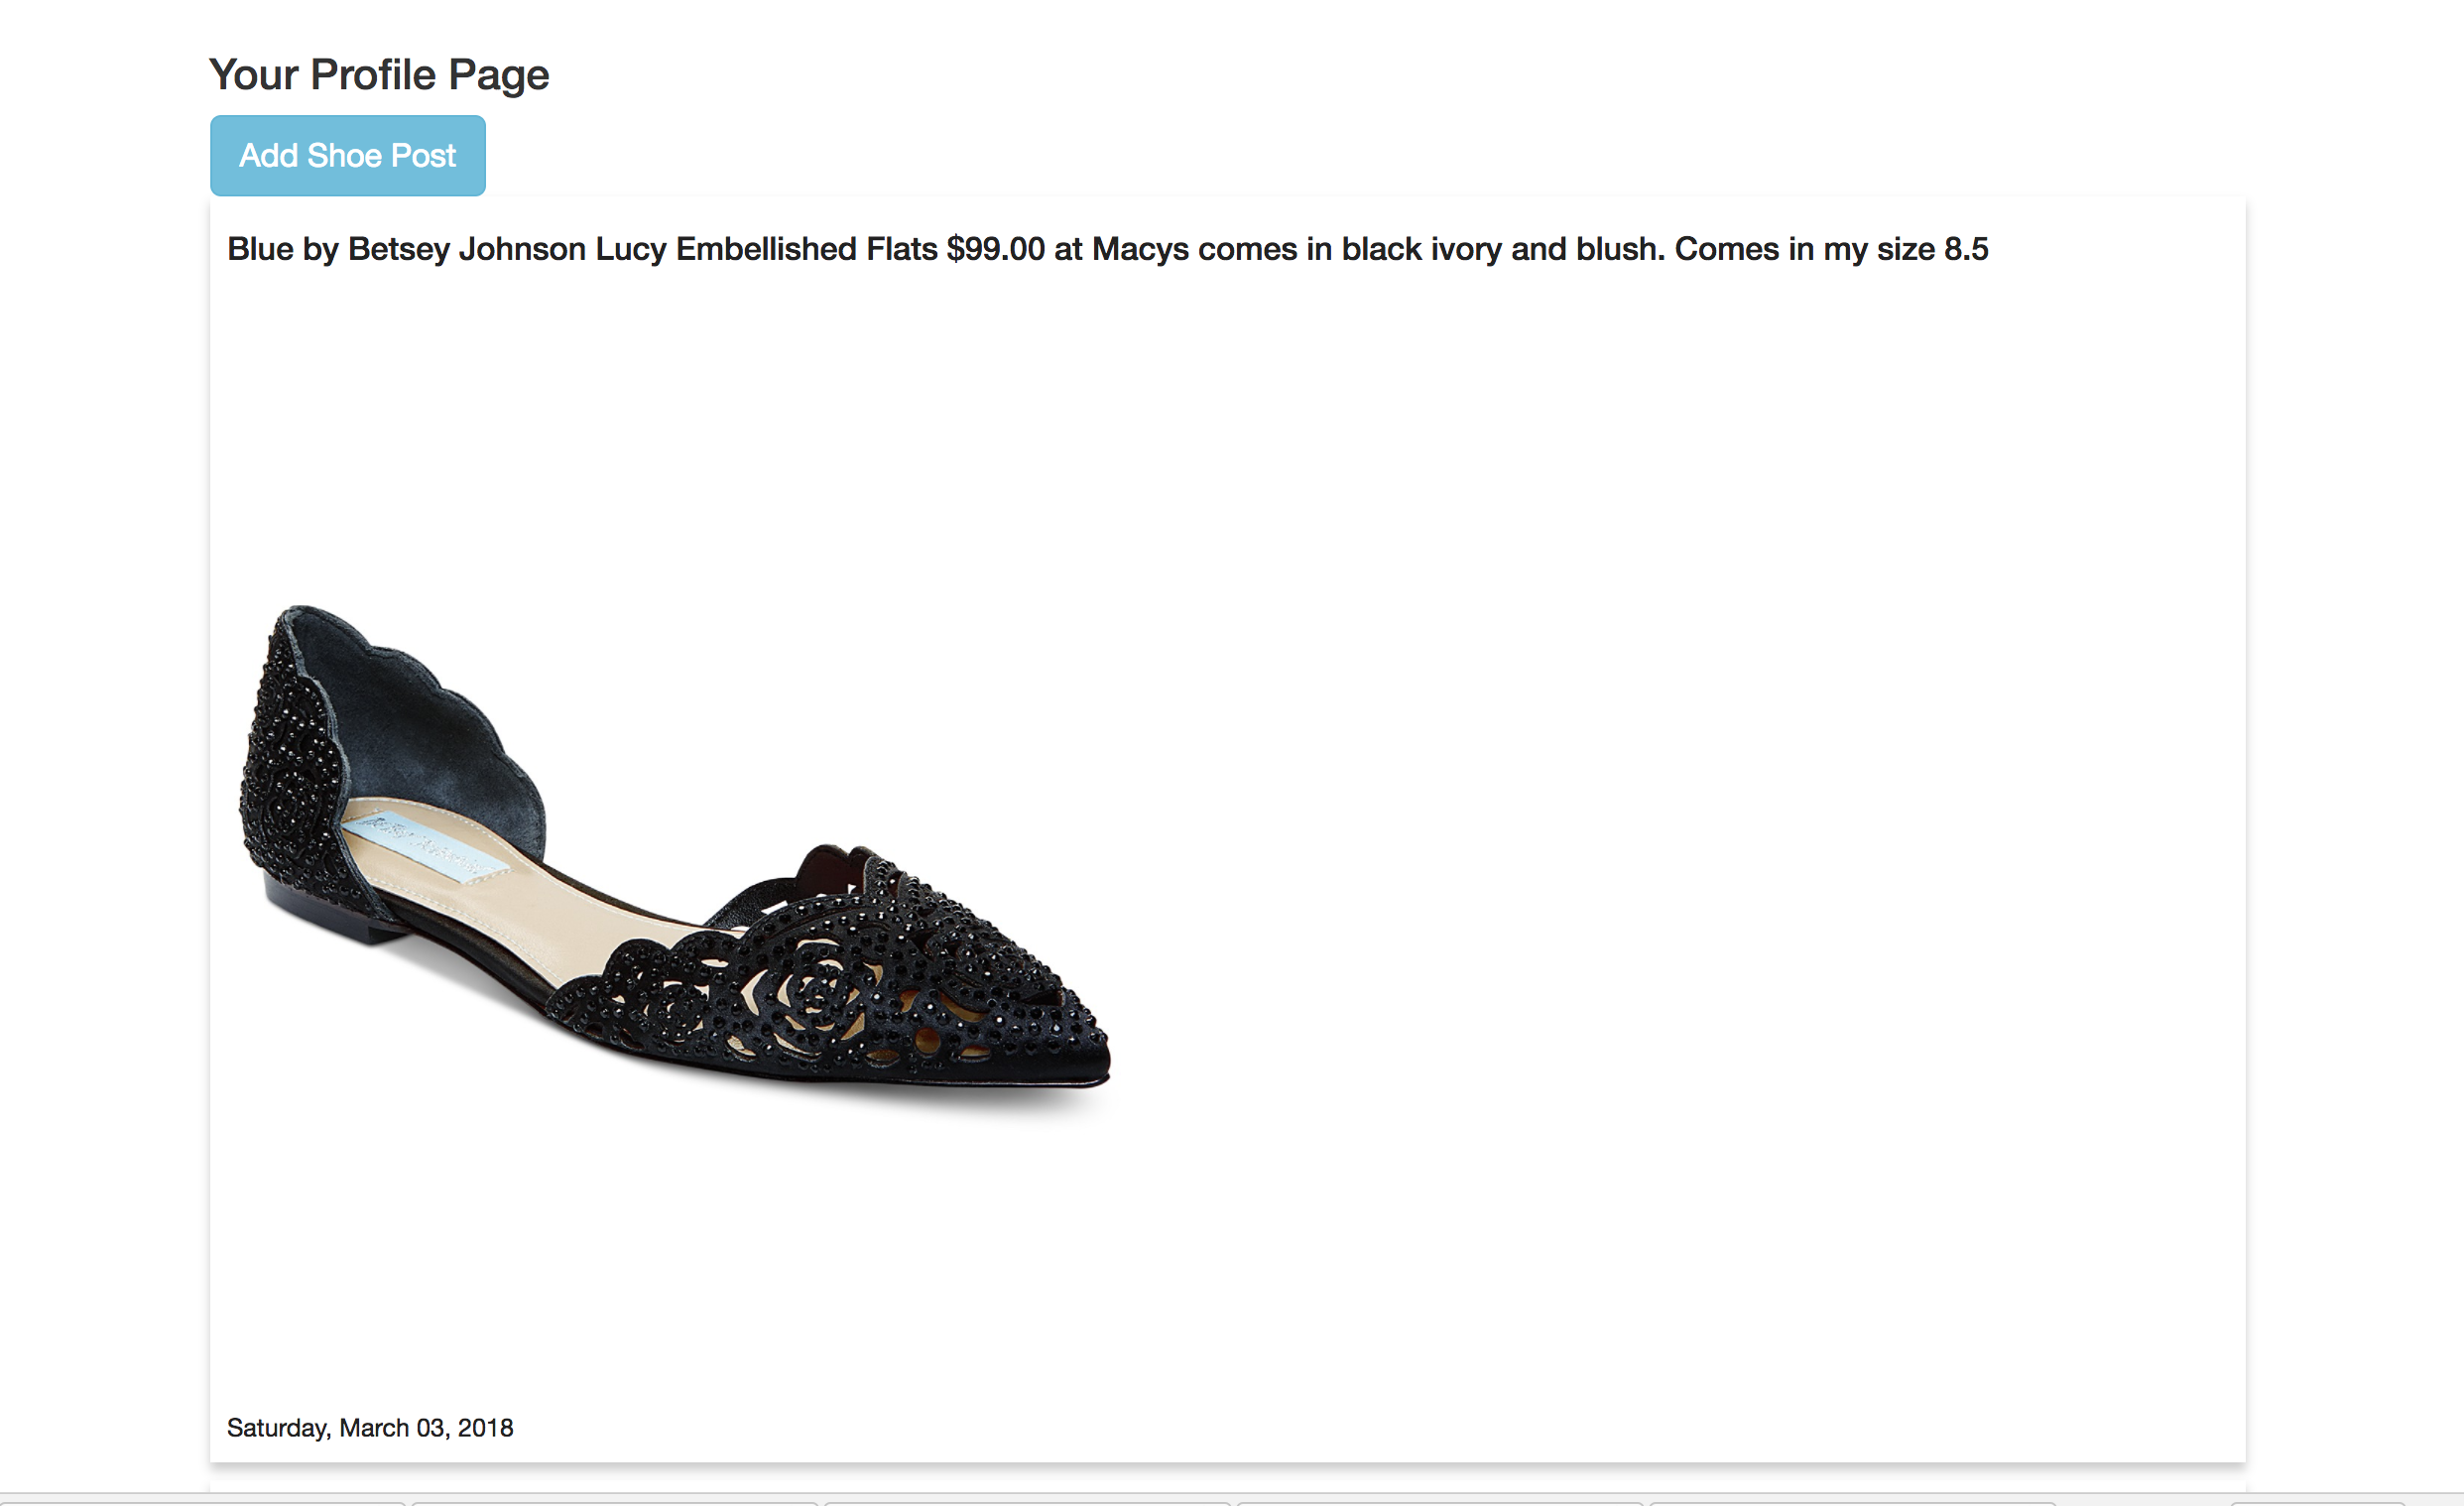 Your Profile Page
Add Shoe Post
Blue by Betsey Johnson Lucy Embellished Flats $99.00 at Macys comes in black ivory and blush. Comes in my size 8.5
Saturday, March 03, 2018